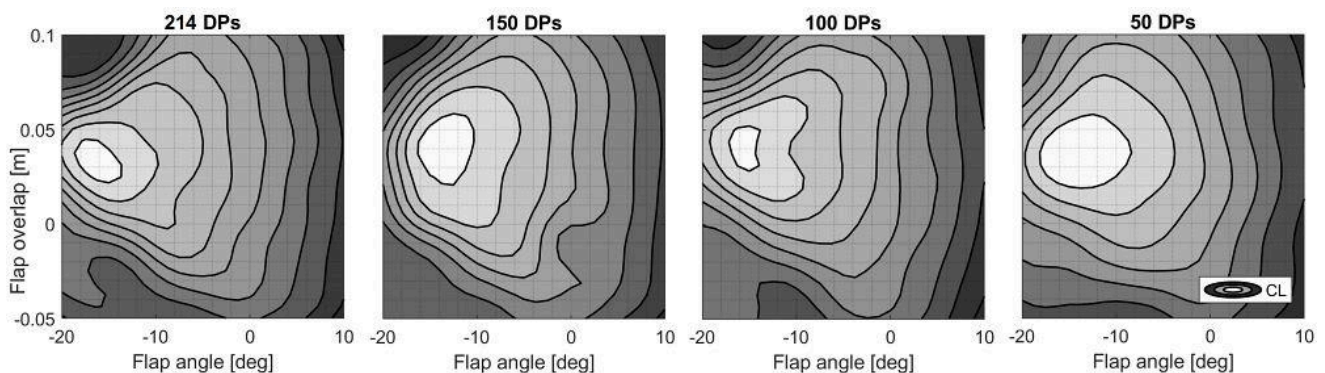 214 DPs 150 DPs 100 DPs 50 DPs
0.1
0.05
0
-0.05
Flap overlap [m]
CL
-20 -10 0 10 -20 -10 0 10 -20 -10 0 10 -20 -10 0 10
Flap angle [deg] Flap angle [deg] Flap angle [deg] Flap angle [deg]